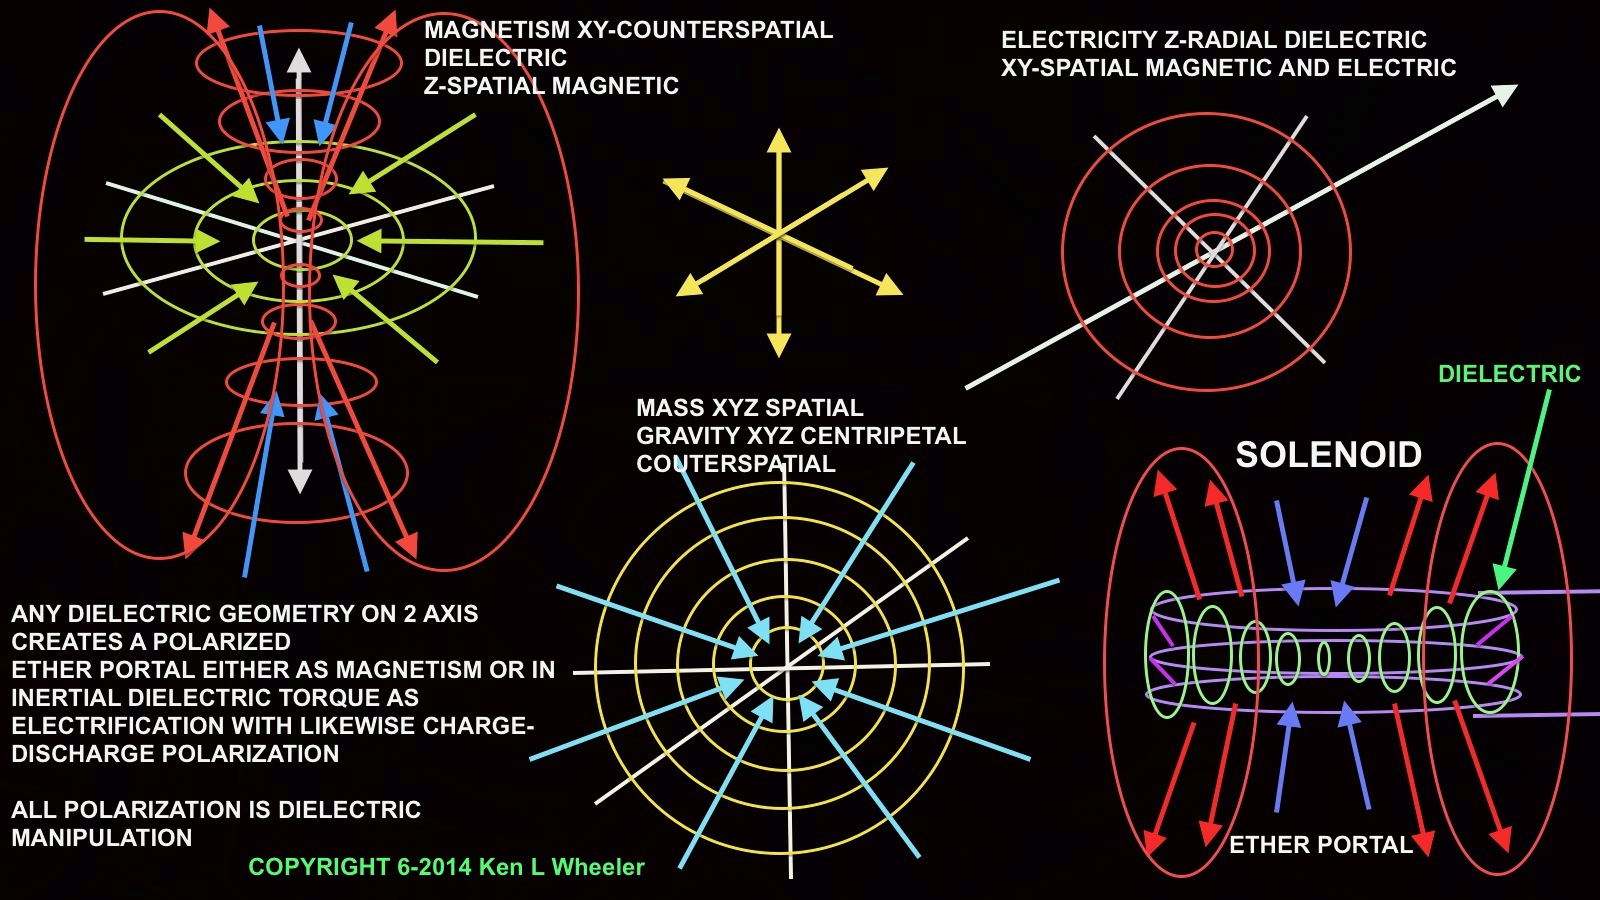 MAGNETISM XY-COUNTERSPATIAL
DIELECTRIC
Z-SPATIAL MAGNETIC
ELECTRICITY Z-RADIAL DIELECTRIC
XY-SPATIAL MAGNETIC AND ELECTRIC
DIELECTRIC
MASS XYZ SPATIAL
GRAVITY XYZ CENTRIPETAL
COUTERSPATIAL
SOLENOID
ANY DIELECTRIC GEOMETRY ON 2 AXIS
CREATES A POLARIZED
ETHER PORTAL EITHER AS MAGNETISM OR IN
INERTIAL DIELECTRIC TORQUE AS
ELECTRIFICATION WITH LIKEWISE CHARGE-
DISCHARGE POLARIZATION
ALL POLARIZATION IS DIELECTRIC
MANIPULATION
ETHER PORTAL
COPYRIGHT 6-2014 Ken L Wheeler